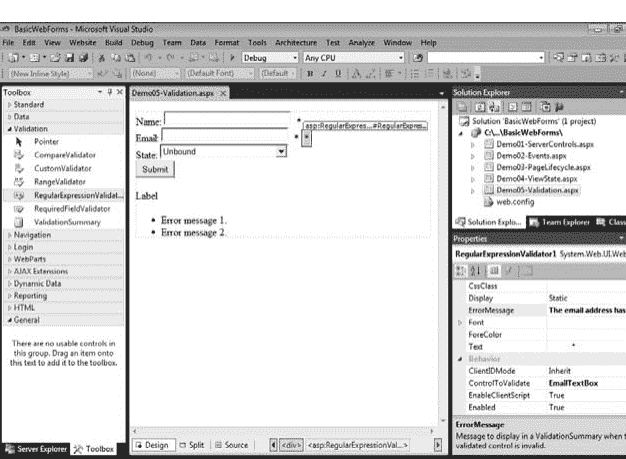 BasicWebForms - Microsoft Visual Studio
File Edit View Website Build Debug Team Data Format Tools Architecture Test Analyze Window Help
Debug Any CPU
(New Inline Style) (None) (Default Font) (Default B I U A
Toolbox
Standard
Data
Validation
Pointer
CompareValidator
CustomValidator
RangeValidator
RegularExpressionValidat...
RequiredFieldValidator
ValidationSummary
Navigation
Login
WebParts
AJAX Extensions
Dynamic Data
Reporting
HTML
General
There are no usable controls in
this group. Drag an item onto
this text to add it to the toolbox.
Server Explorer Toolbox
Demo05-Validation.aspx ×
Name: *
asp:RegularExpres...#RegularExpres...
Email: * *
State: Unbound
Submit
Label
• Error message 1.
• Error message 2.
Design Split Source <div> <asp:RegularExpressionVal...>
Solution Explorer
Solution 'BasicWebForms' (1 project)
C:\...\BasicWebForms\
Demo01-ServerControls.aspx
Demo02-Events.aspx
Demo03-PageLifecycle.aspx
Demo04-ViewState.aspx
Demo05-Validation.aspx
web.config
Solution Explo... Team Explorer Class
Properties
RegularExpressionValidator1 System.Web.UI.Web
CssClass
Display Static
ErrorMessage The email address has
Font
ForeColor
Text *
Behavior
ClientIDMode Inherit
ControlToValidate EmailTextBox
EnableClientScript True
Enabled True
ErrorMessage
Message to display in a ValidationSummary when t
validated control is invalid.